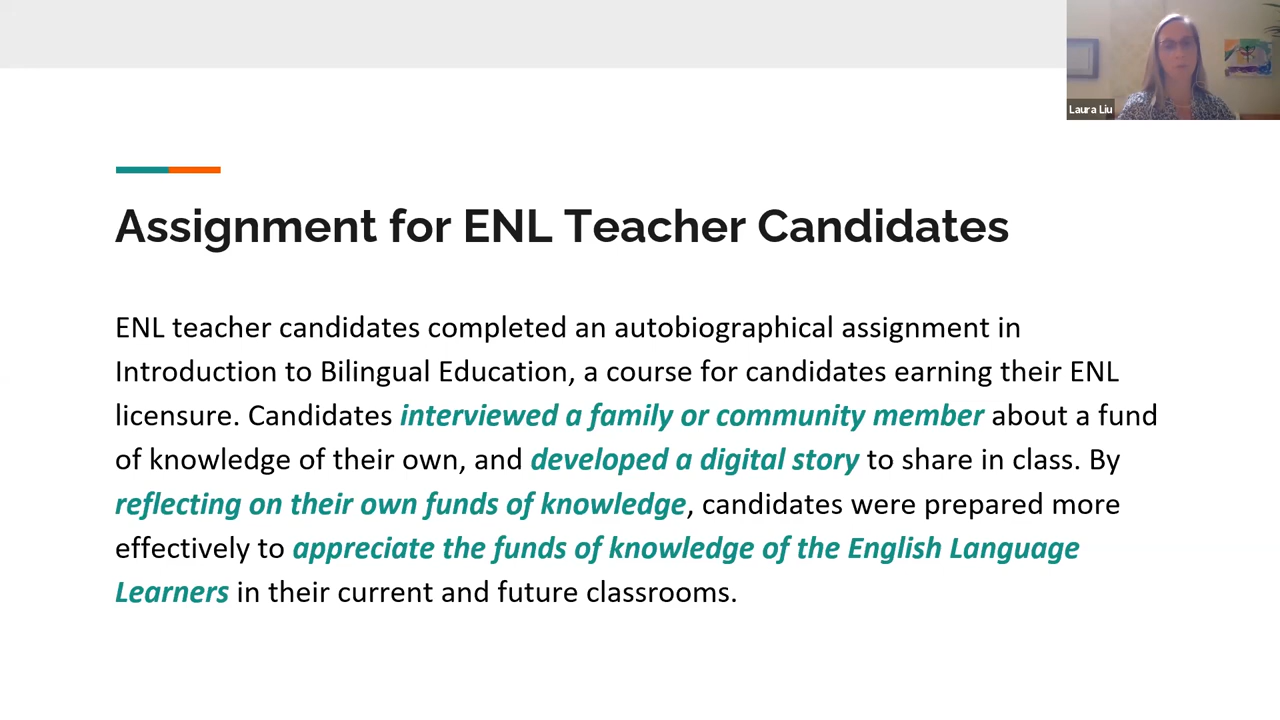 Laura Liu
Assignment for ENL Teacher Candidates
ENL teacher candidates completed an autobiographical assignment in
Introduction to Bilingual Education, a course for candidates earning their ENL
licensure. Candidates interviewed a family or community member about a fund
of knowledge of their own, and developed a digital story to share in class. By
reflecting on their own funds of knowledge, candidates were prepared more
effectively to appreciate the funds of knowledge of the English Language
Learners in their current and future classrooms.